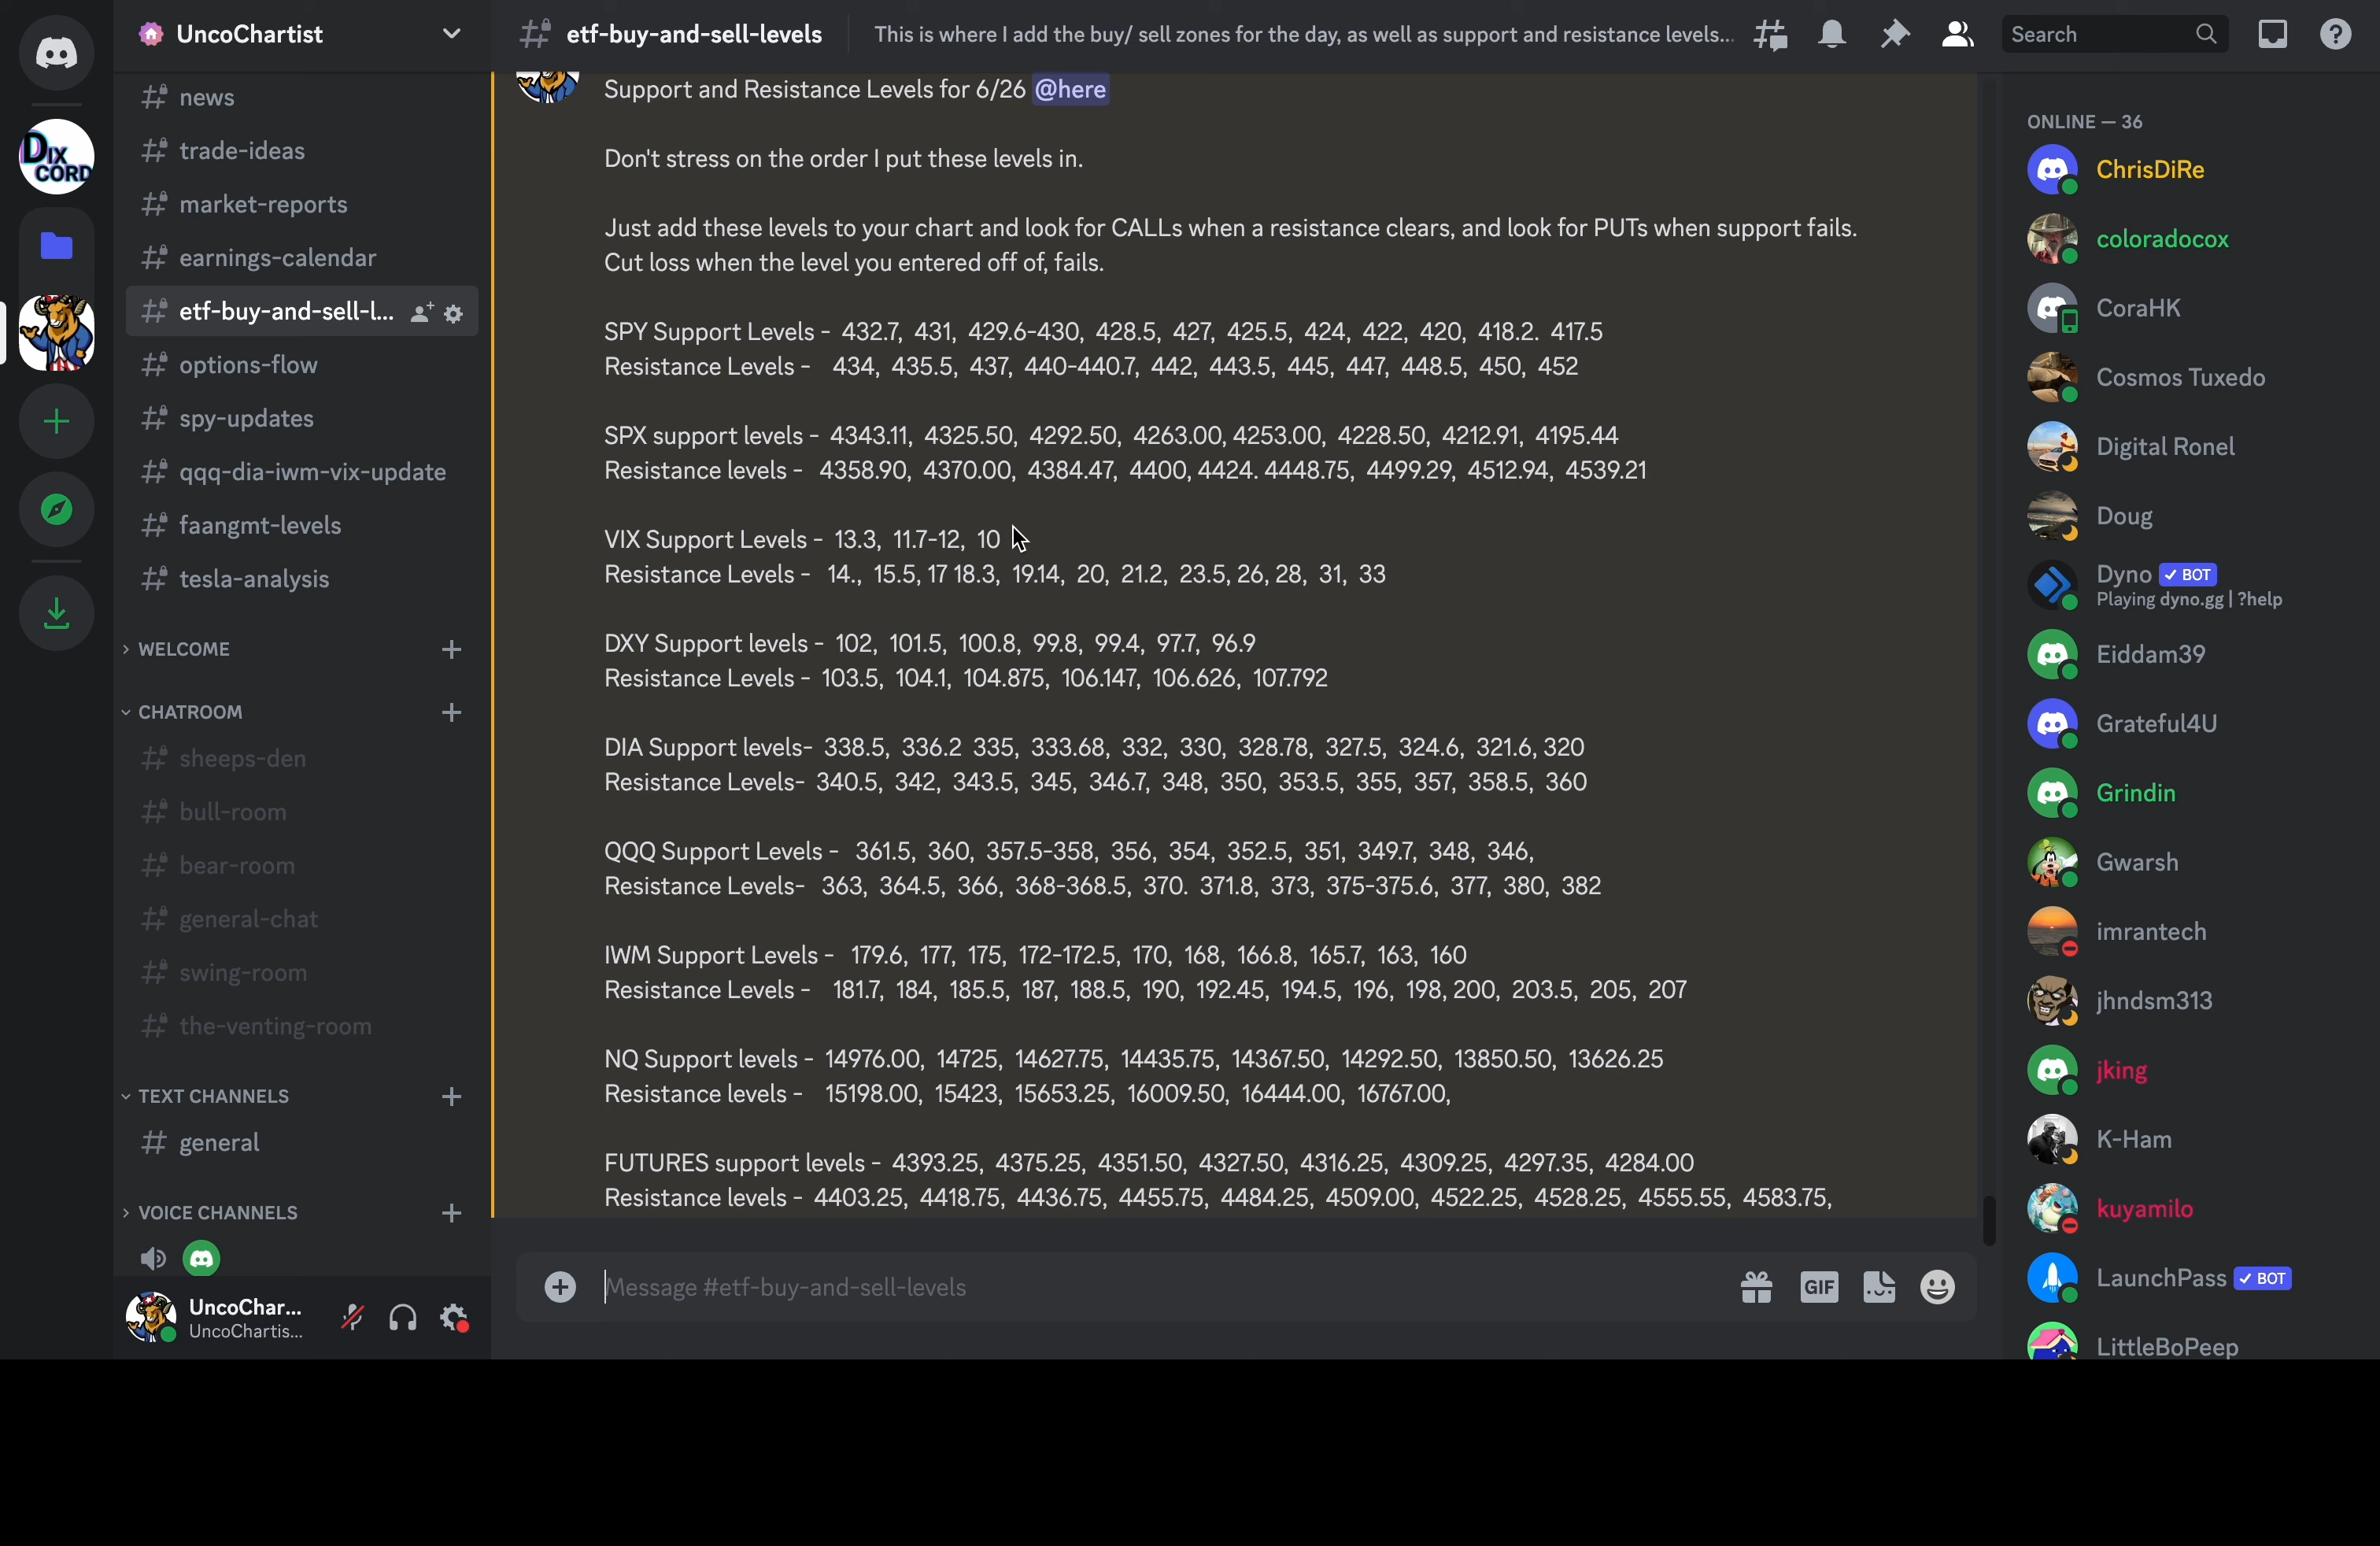 UncoChartist
etf-buy-and-sell-levels
This is where I add the buy/ sell zones for the day, as well as support and resistance levels...
Search
DIX
CORD
news
trade-ideas
market-reports
earnings-calendar
etf-buy-and-sell-l...
options-flow
spy-updates
qqq-dia-iwm-vix-update
faangmt-levels
tesla-analysis
WELCOME
CHATROOM
sheeps-den
bull-room
bear-room
general-chat
swing-room
the-venting-room
TEXT CHANNELS
general
VOICE CHANNELS
UncoChar...
UncoChartis...
Support and Resistance Levels for 6/26 @here
Don't stress on the order I put these levels in.
Just add these levels to your chart and look for CALLs when a resistance clears, and look for PUTs when support fails.
Cut loss when the level you entered off of, fails.
SPY Support Levels - 432.7, 431, 429.6-430, 428.5, 427, 425.5, 424, 422, 420, 418.2. 417.5
Resistance Levels - 434, 435.5, 437, 440-440.7, 442, 443.5, 445, 447, 448.5, 450, 452
SPX support levels - 4343.11, 4325.50, 4292.50, 4263.00, 4253.00, 4228.50, 4212.91, 4195.44
Resistance levels - 4358.90, 4370.00, 4384.47, 4400, 4424. 4448.75, 4499.29, 4512.94, 4539.21
VIX Support Levels - 13.3, 11.7-12, 10
Resistance Levels - 14., 15.5, 17 18.3, 19.14, 20, 21.2, 23.5, 26, 28, 31, 33
DXY Support levels - 102, 101.5, 100.8, 99.8, 99.4, 97.7, 96.9
Resistance Levels - 103.5, 104.1, 104.875, 106.147, 106.626, 107.792
DIA Support levels- 338.5, 336.2 335, 333.68, 332, 330, 328.78, 327.5, 324.6, 321.6, 320
Resistance Levels- 340.5, 342, 343.5, 345, 346.7, 348, 350, 353.5, 355, 357, 358.5, 360
QQQ Support Levels - 361.5, 360, 357.5-358, 356, 354, 352.5, 351, 349.7, 348, 346,
Resistance Levels- 363, 364.5, 366, 368-368.5, 370. 371.8, 373, 375-375.6, 377, 380, 382
IWM Support Levels - 179.6, 177, 175, 172-172.5, 170, 168, 166.8, 165.7, 163, 160
Resistance Levels - 181.7, 184, 185.5, 187, 188.5, 190, 192.45, 194.5, 196, 198, 200, 203.5, 205, 207
NQ Support levels - 14976.00, 14725, 14627.75, 14435.75, 14367.50, 14292.50, 13850.50, 13626.25
Resistance levels - 15198.00, 15423, 15653.25, 16009.50, 16444.00, 16767.00,
FUTURES support levels - 4393.25, 4375.25, 4351.50, 4327.50, 4316.25, 4309.25, 4297.35, 4284.00
Resistance levels - 4403.25, 4418.75, 4436.75, 4455.75, 4484.25, 4509.00, 4522.25, 4528.25, 4555.55, 4583.75,
Message #etf-buy-and-sell-levels
GIF
ONLINE — 36
ChrisDiRe
coloradocox
CoraHK
Cosmos Tuxedo
Digital Ronel
Doug
Dyno ✓ BOT
Playing dyno.gg | ?help
Eiddam39
Grateful4U
Grindin
Gwarsh
imrantech
jhndsm313
jking
K-Ham
kuyamilo
LaunchPass ✓ BOT
LittleBoPeep